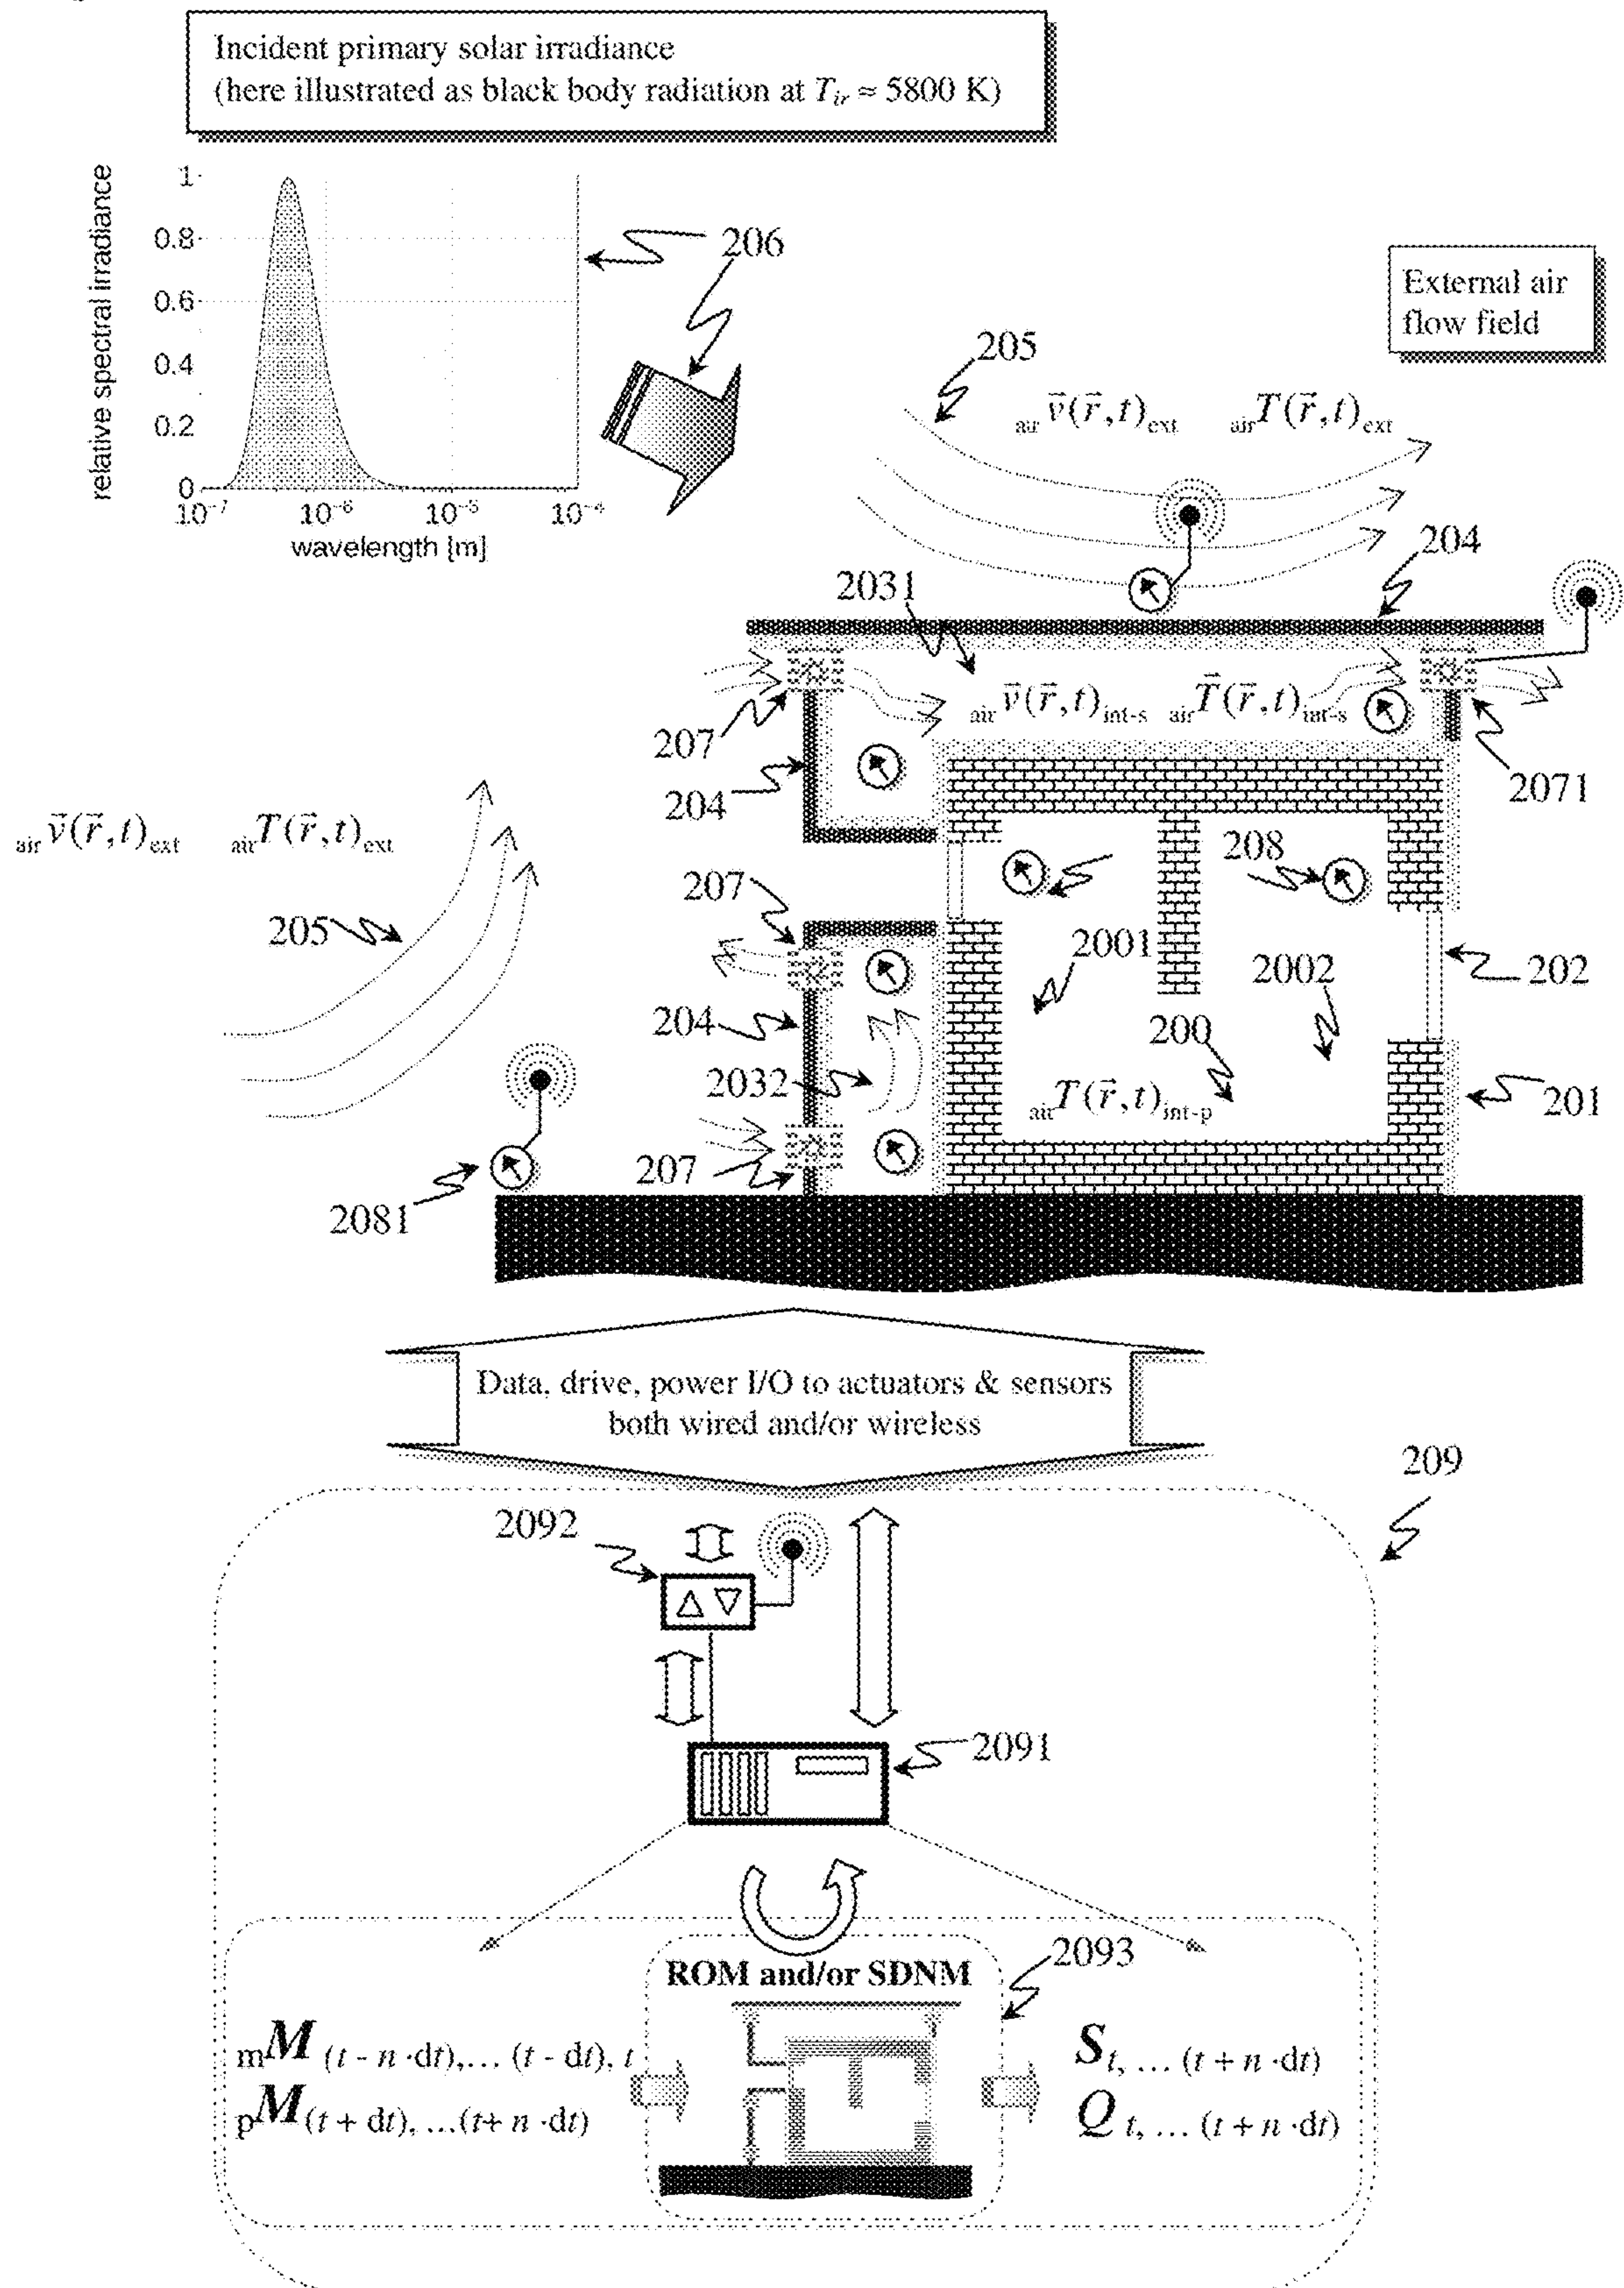 Incident primary solar irradiance
(here illustrated as black body radiation at T_ir ≈ 5800 K)
relative spectral irradiance
1
0.8
0.6
0.4
0.2
0
10⁻⁷ 10⁻⁶ 10⁻⁵ 10⁻⁴
wavelength [m]
206
External air
flow field
205
air v⃗(r⃗,t)ext air T(r⃗,t)ext
204
2031
air v⃗(r⃗,t)int-s air T⃗(r⃗,t)int-s
207
204
2071
air v⃗(r⃗,t)ext air T(r⃗,t)ext
208
207
205
2001
2002
202
204
200
2032
air T(r⃗,t)int-p
201
207
2081
Data, drive, power I/O to actuators & sensors
both wired and/or wireless
209
2092
2091
2093
ROM and/or SDNM
mM (t - n ·dt),… (t - dt), t
pM(t + dt), …(t+ n ·dt)
S t, … (t + n ·dt)
Q t, … (t + n ·dt)